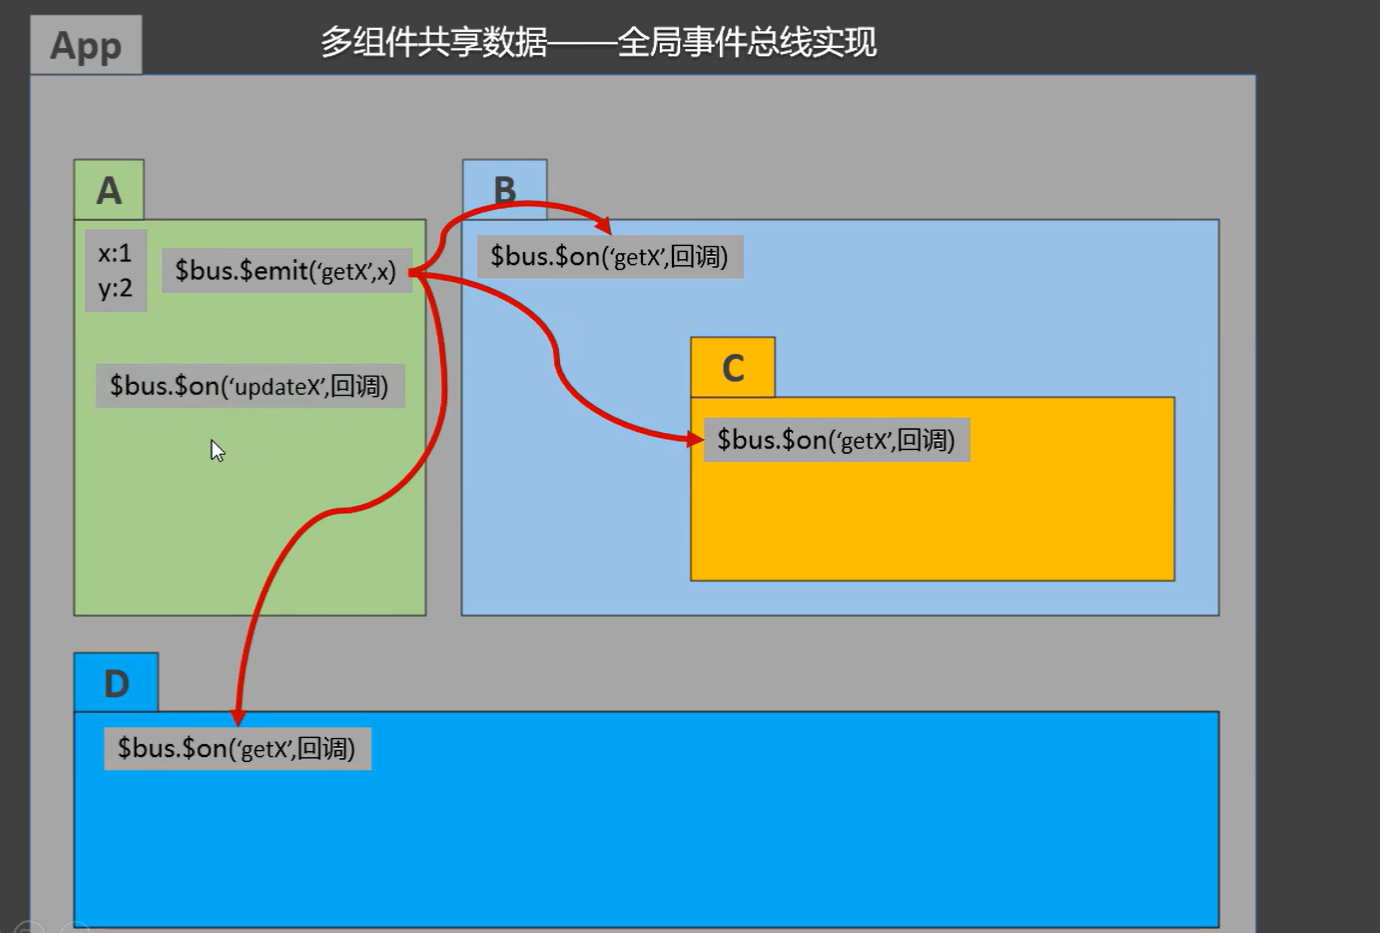 App
多组件共享数据——全局事件总线实现
A
x:1
y:2
$bus.$emit(‘getX’,x)
$bus.$on(‘updateX’,回调)
B
$bus.$on(‘getX’,回调)
C
$bus.$on(‘getX’,回调)
D
$bus.$on(‘getX’,回调)